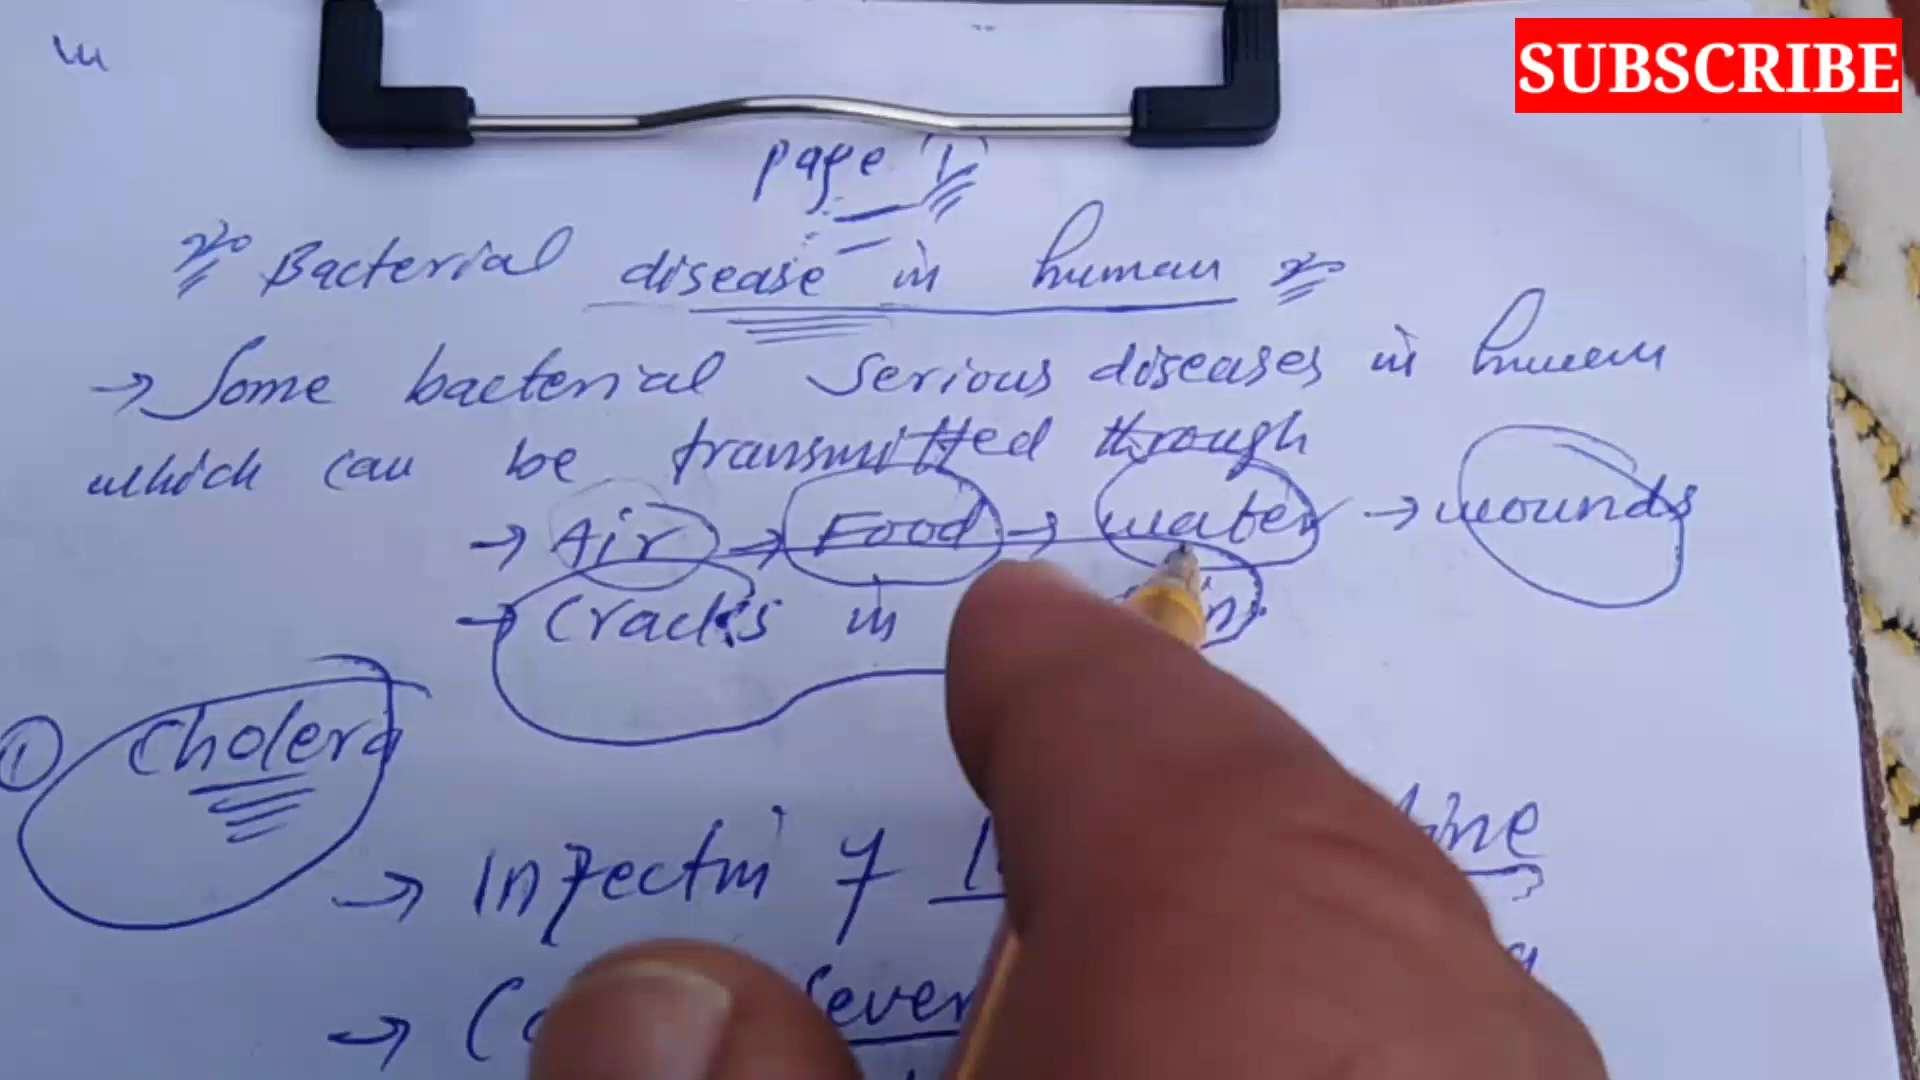 SUBSCRIBE
page 1
Bacterial disease in human
→ Some bacterial serious diseases in human
which can be transmitted through
→ Air → Food → water → wounds
→ Cracks in
① Cholera
→ Infection of
→